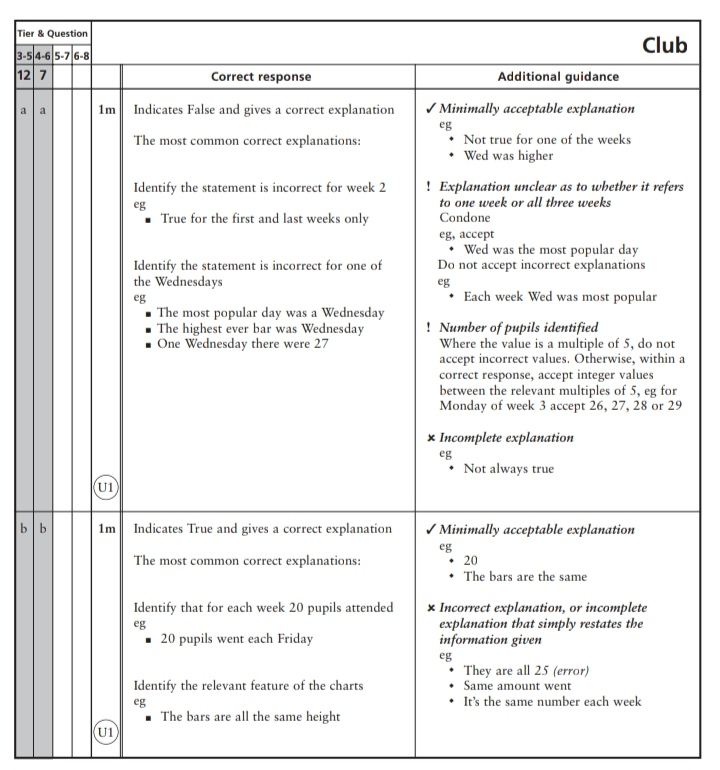 Tier & Question
3-5 4-6 5-7 6-8
Club
12 7
Correct response
Additional guidance
a a
1m
Indicates False and gives a correct explanation
The most common correct explanations:
Identify the statement is incorrect for week 2
eg
▪ True for the first and last weeks only
Identify the statement is incorrect for one of
the Wednesdays
eg
▪ The most popular day was a Wednesday
▪ The highest ever bar was Wednesday
▪ One Wednesday there were 27
U1
✓ Minimally acceptable explanation
eg
• Not true for one of the weeks
• Wed was higher
! Explanation unclear as to whether it refers
to one week or all three weeks
Condone
eg, accept
• Wed was the most popular day
Do not accept incorrect explanations
eg
• Each week Wed was most popular
! Number of pupils identified
Where the value is a multiple of 5, do not
accept incorrect values. Otherwise, within a
correct response, accept integer values
between the relevant multiples of 5, eg for
Monday of week 3 accept 26, 27, 28 or 29
× Incomplete explanation
eg
• Not always true
b b
1m
Indicates True and gives a correct explanation
The most common correct explanations:
Identify that for each week 20 pupils attended
eg
▪ 20 pupils went each Friday
Identify the relevant feature of the charts
eg
▪ The bars are all the same height
U1
✓ Minimally acceptable explanation
eg
• 20
• The bars are the same
× Incorrect explanation, or incomplete
explanation that simply restates the
information given
eg
• They are all 25 (error)
• Same amount went
• It's the same number each week